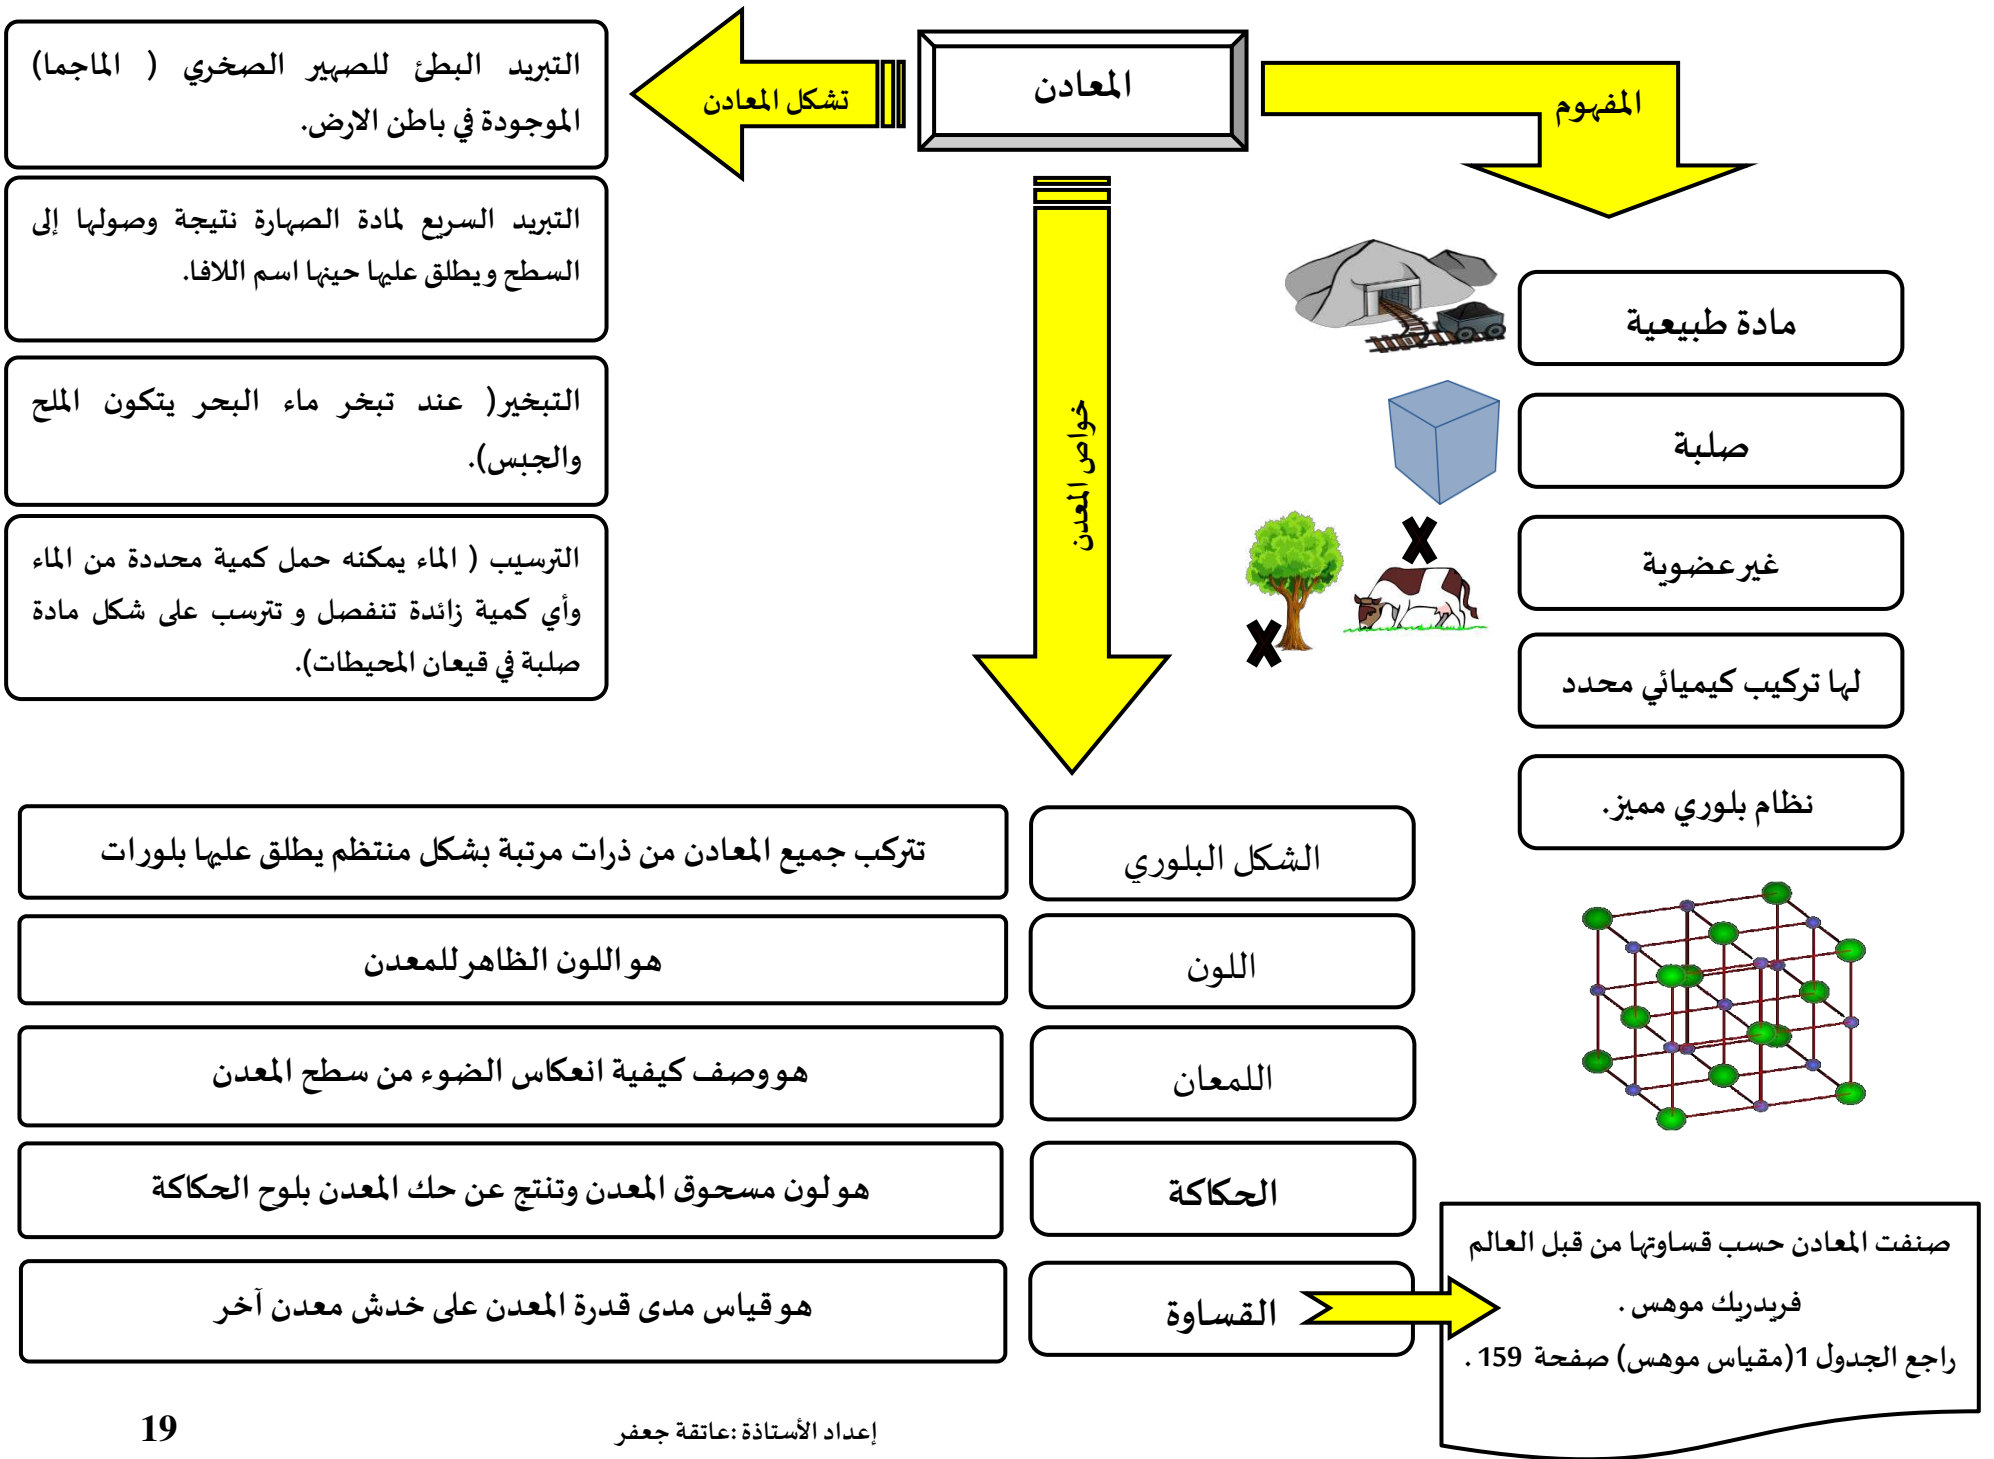 المعادن
المفهوم
مادة طبيعية
صلبة
غير عضوية
لها تركيب كيميائي محدد
نظام بلوري مميز.
تشكل المعادن
التبريد البطئ للصهير الصخري ( الماجما)
الموجودة في باطن الارض.
التبريد السريع لمادة الصهارة نتيجة وصولها إلى
السطح ويطلق عليها حينها اسم اللافا.
التبخير( عند تبخر ماء البحر يتكون الملح
والجبس).
الترسيب ( الماء يمكنه حمل كمية محددة من الماء
وأي كمية زائدة تنفصل و تترسب على شكل مادة
صلبة في قيعان المحيطات).
خواص المعدن
الشكل البلوري
تتركب جميع المعادن من ذرات مرتبة بشكل منتظم يطلق عليها بلورات
اللون
هو اللون الظاهر للمعدن
اللمعان
هو وصف كيفية انعكاس الضوء من سطح المعدن
الحكاكة
هو لون مسحوق المعدن وتنتج عن حك المعدن بلوح الحكاكة
القساوة
هو قياس مدى قدرة المعدن على خدش معدن آخر
صنفت المعادن حسب قساوتها من قبل العالم
فريدريك موهس .
راجع الجدول 1(مقياس موهس) صفحة 159 .
إعداد الأستاذة :عاتقة جعفر
19